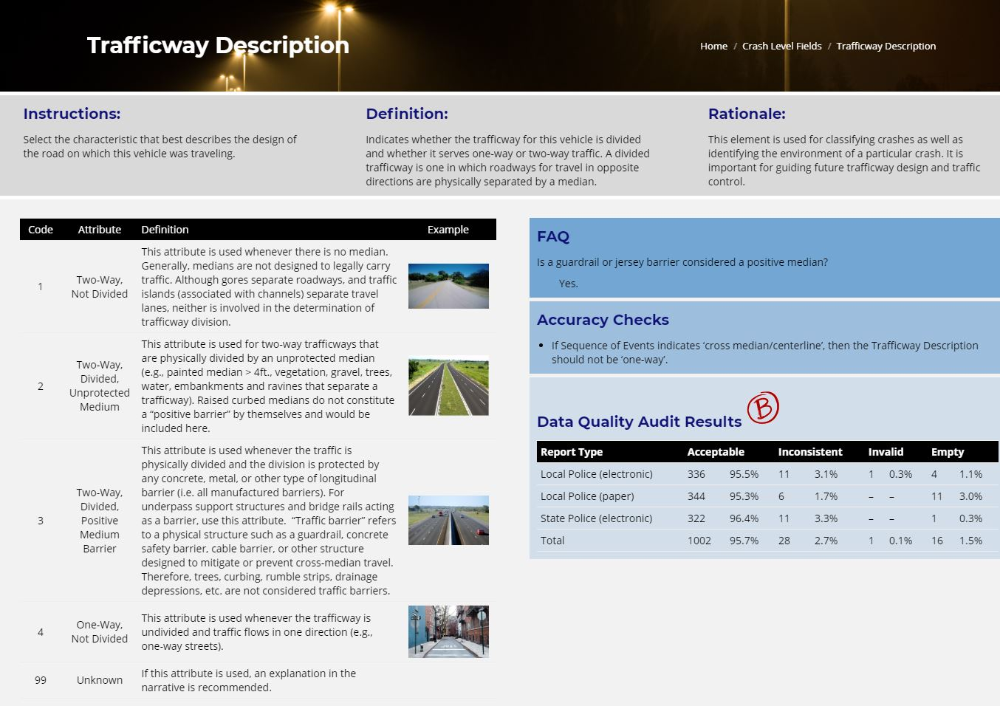 Trafficway Description
Home / Crash Level Fields / Trafficway Description
Instructions:
Select the characteristic that best describes the design of
the road on which this vehicle was traveling.
Definition:
Indicates whether the trafficway for this vehicle is divided
and whether it serves one-way or two-way traffic. A divided
trafficway is one in which roadways for travel in opposite
directions are physically separated by a median.
Rationale:
This element is used for classifying crashes as well as
identifying the environment of a particular crash. It is
important for guiding future trafficway design and traffic
control.
Code Attribute Definition Example
1
Two-Way,
Not Divided
This attribute is used whenever there is no median.
Generally, medians are not designed to legally carry
traffic. Although gores separate roadways, and traffic
islands (associated with channels) separate travel
lanes, neither is involved in the determination of
trafficway division.
2
Two-Way,
Divided,
Unprotected
Medium
This attribute is used for two-way trafficways that
are physically divided by an unprotected median
(e.g., painted median > 4ft., vegetation, gravel, trees,
water, embankments and ravines that separate a
trafficway). Raised curbed medians do not constitute
a “positive barrier” by themselves and would be
included here.
3
Two-Way,
Divided,
Positive
Medium
Barrier
This attribute is used whenever the traffic is
physically divided and the division is protected by
any concrete, metal, or other type of longitudinal
barrier (i.e. all manufactured barriers). For
underpass support structures and bridge rails acting
as a barrier, use this attribute. “Traffic barrier” refers
to a physical structure such as a guardrail, concrete
safety barrier, cable barrier, or other structure
designed to mitigate or prevent cross-median travel.
Therefore, trees, curbing, rumble strips, drainage
depressions, etc. are not considered traffic barriers.
4
One-Way,
Not Divided
This attribute is used whenever the trafficway is
undivided and traffic flows in one direction (e.g.,
one-way streets).
99
Unknown
If this attribute is used, an explanation in the
narrative is recommended.
FAQ
Is a guardrail or jersey barrier considered a positive median?
Yes.
Accuracy Checks
• If Sequence of Events indicates ‘cross median/centerline’, then the Trafficway Description
should not be ‘one-way’.
Data Quality Audit Results B
Report Type Acceptable Inconsistent Invalid Empty
Local Police (electronic) 336 95.5% 11 3.1% 1 0.3% 4 1.1%
Local Police (paper) 344 95.3% 6 1.7% – – 11 3.0%
State Police (electronic) 322 96.4% 11 3.3% – – 1 0.3%
Total 1002 95.7% 28 2.7% 1 0.1% 16 1.5%